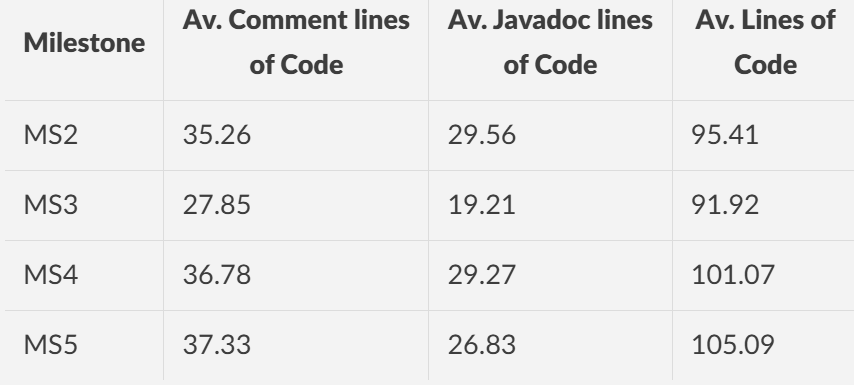 Milestone Av. Comment lines of Code Av. Javadoc lines of Code Av. Lines of Code
MS2 35.26 29.56 95.41
MS3 27.85 19.21 91.92
MS4 36.78 29.27 101.07
MS5 37.33 26.83 105.09